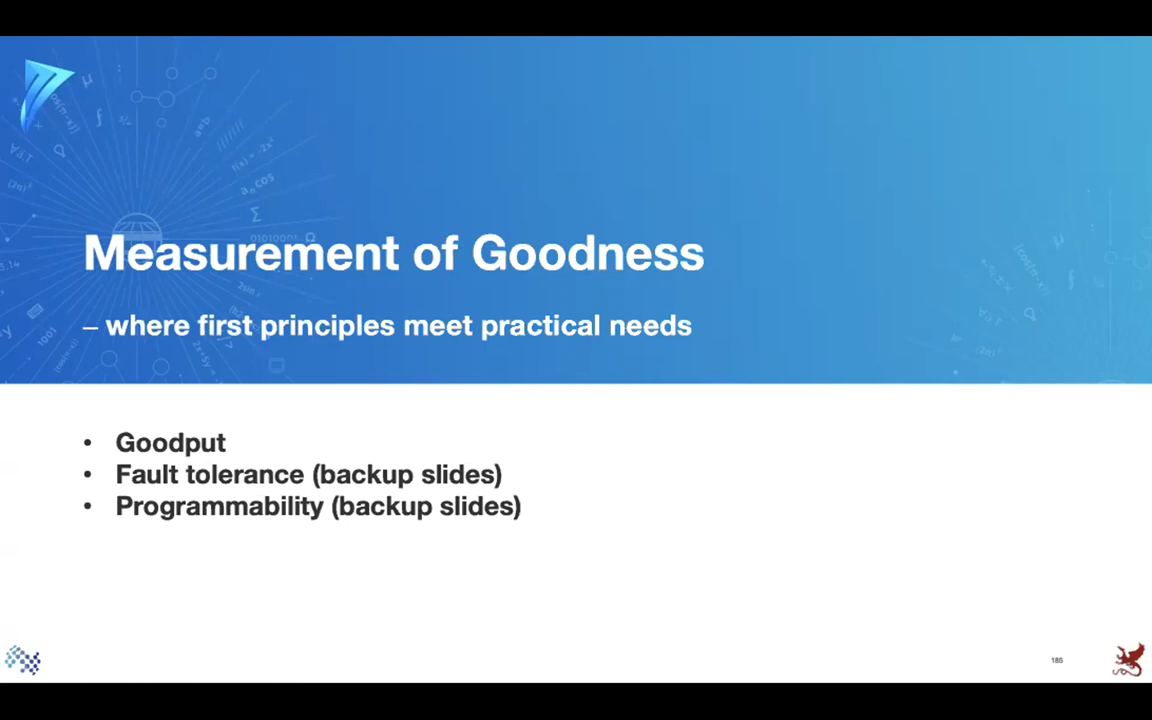 Measurement of Goodness
– where first principles meet practical needs
• Goodput
• Fault tolerance (backup slides)
• Programmability (backup slides)
185